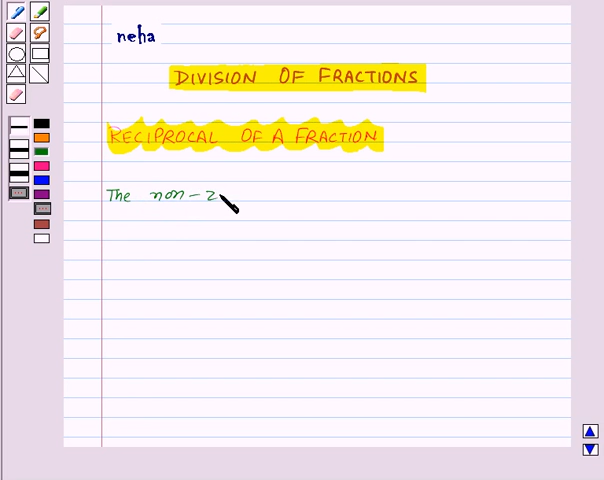 neha
DIVISION OF FRACTIONS
RECIPROCAL OF A FRACTION
The non-z